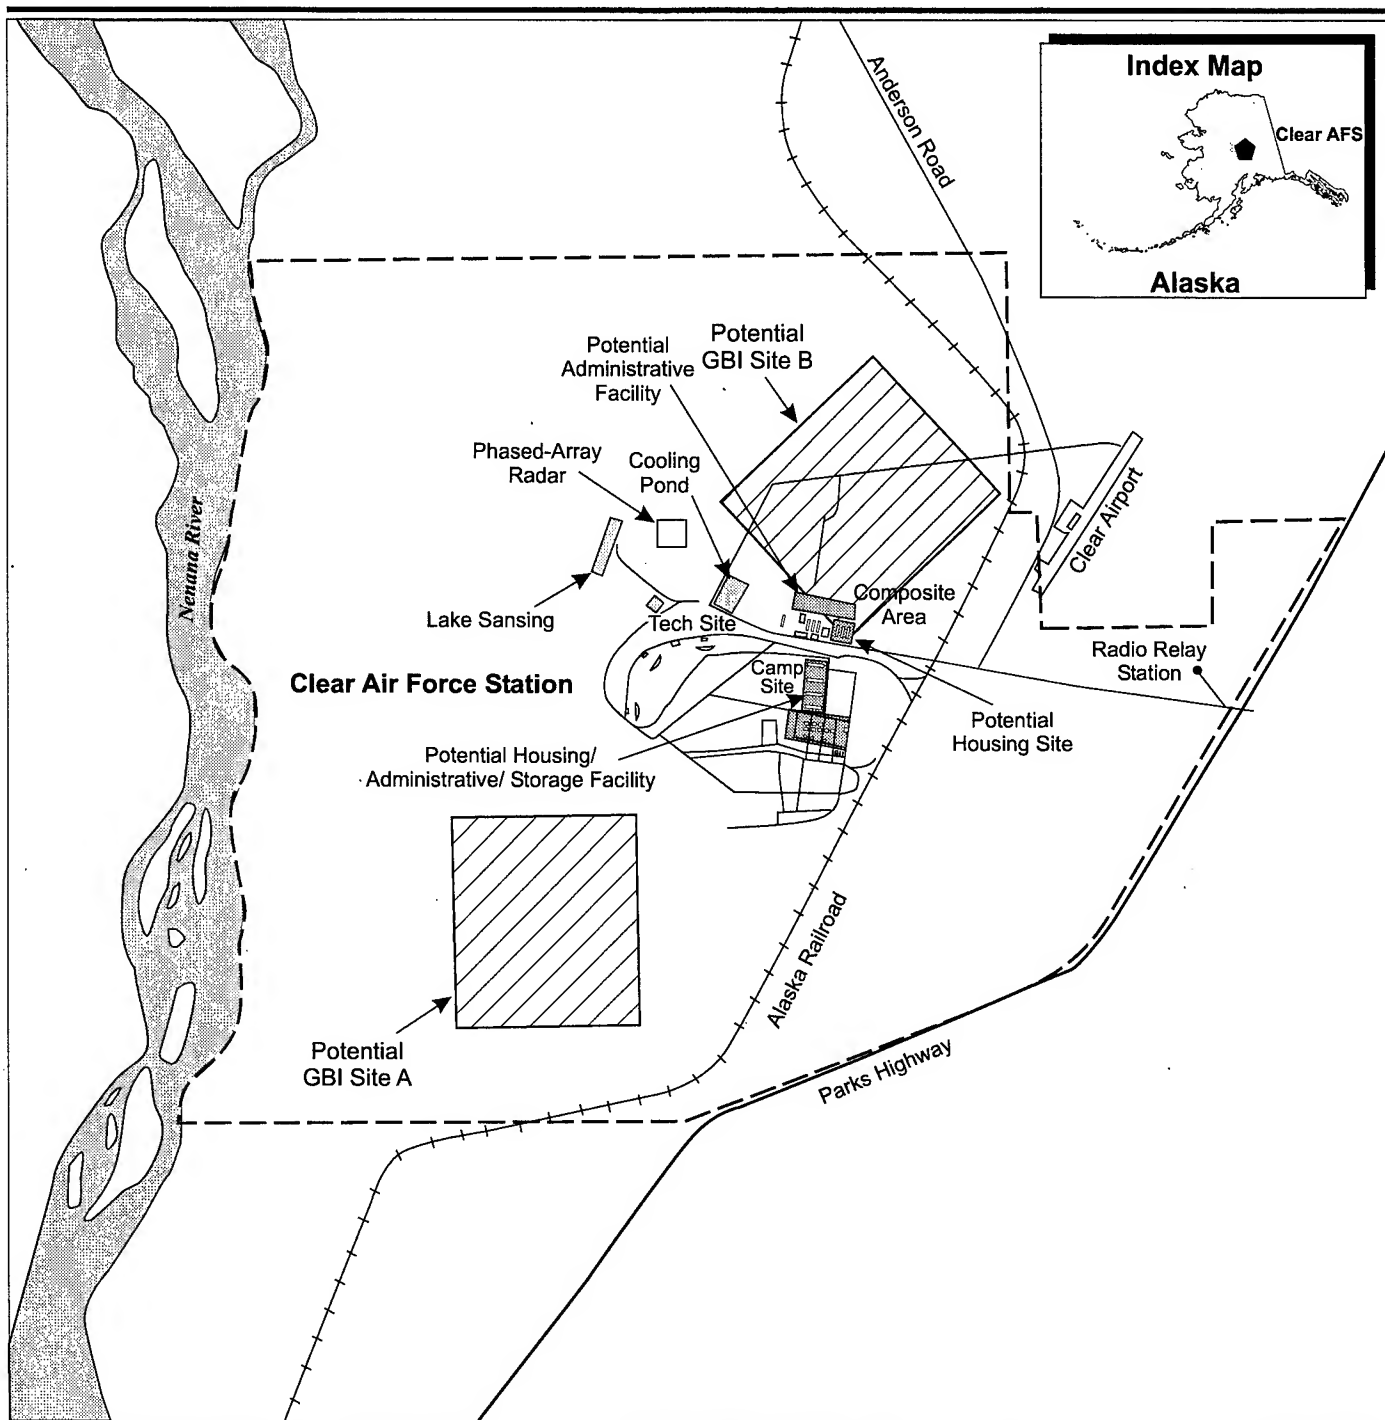 Index Map
Clear AFS
Alaska
Anderson Road
Potential
GBI Site B
Potential
Administrative
Facility
Phased-Array
Radar
Cooling
Pond
Nenana River
Clear Airport
Lake Sansing
Tech Site
Composite
Area
Radio Relay
Station
Clear Air Force Station
Camp
Site
Potential
Housing Site
Potential Housing/
Administrative/ Storage Facility
Alaska Railroad
Potential
GBI Site A
Parks Highway